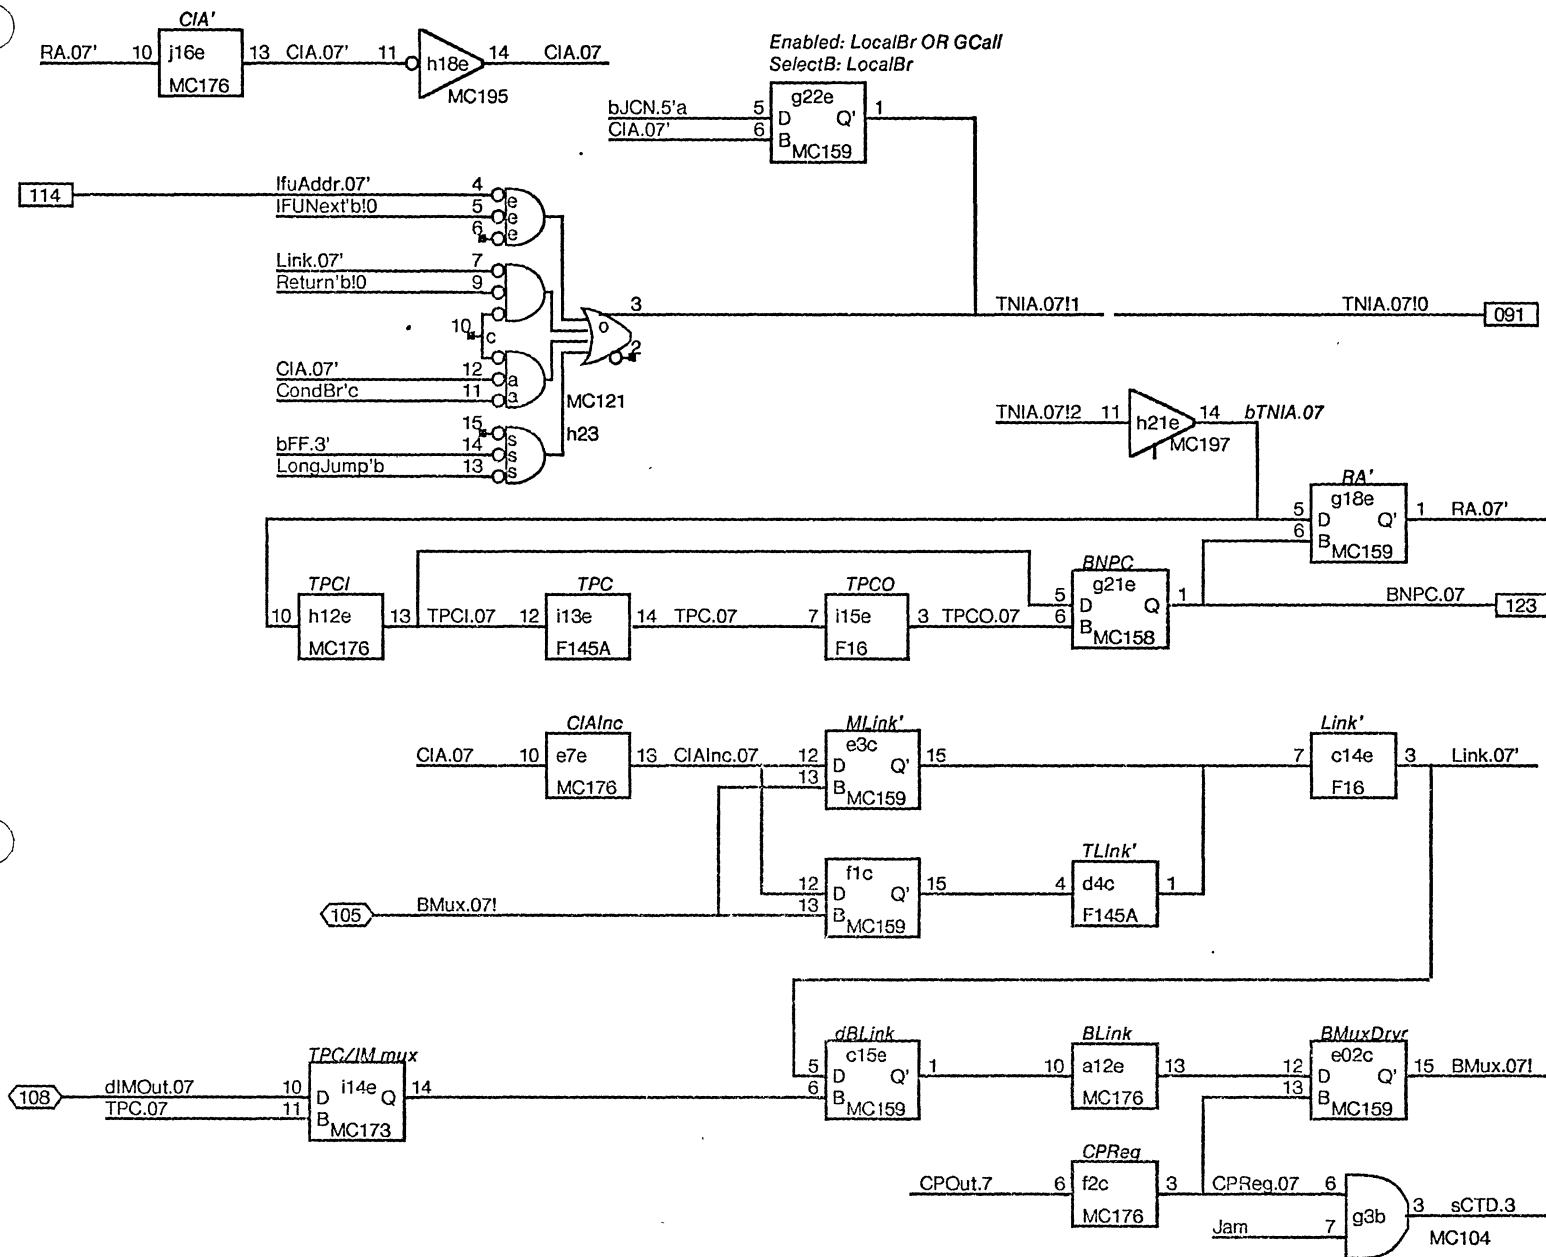 CIA'
RA.07' 10 j16e 13 CIA.07' 11 h18e 14 CIA.07
MC176
MC195
Enabled: LocalBr OR GCall
SelectB: LocalBr
g22e
bJCN.5'a 5 D Q' 1
CIA.07' 6 B
MC159
114
IfuAddr.07' 4 e
IFUNext'b!0 5 e
6 e
Link.07' 7
Return'b!0 9
10 c
CIA.07' 12 a
CondBr'c 11 a
15 s
bFF.3' 14 s
LongJump'b 13 s
o 3
2
MC121
h23
TNIA.07!1 TNIA.07!0 091
TNIA.07!2 11 h21e 14 bTNIA.07
MC197
RA'
g18e
5 D Q' 1 RA.07'
6 B
MC159
TPCI TPC TPCO BNPC
10 h12e 13 TPCI.07 12 i13e 14 TPC.07 7 i15e 3 TPCO.07
MC176 F145A F16
g21e
5 D Q 1 BNPC.07 123
6 B
MC158
CIAInc MLink' Link'
CIA.07 10 e7e 13 CIAInc.07 12 D e3c Q' 15 7 c14e 3 Link.07'
MC176 13 B MC159 F16
TLInk'
f1c
12 D Q' 15 4 d4c 1
105 BMux.07! 13 B
MC159 F145A
dBLink BLink BMuxDrvr
c15e
5 D Q' 1 10 a12e 13 12 D e02c Q' 15 BMux.07!
6 B MC159 MC176 13 B MC159
TPC/IM mux
108 dIMOut.07 10 D i14e Q 14
TPC.07 11 B
MC173
CPReg
CPOut.7 6 f2c 3 CPReg.07 6 g3b 3 sCTD.3
MC176 Jam 7 MC104